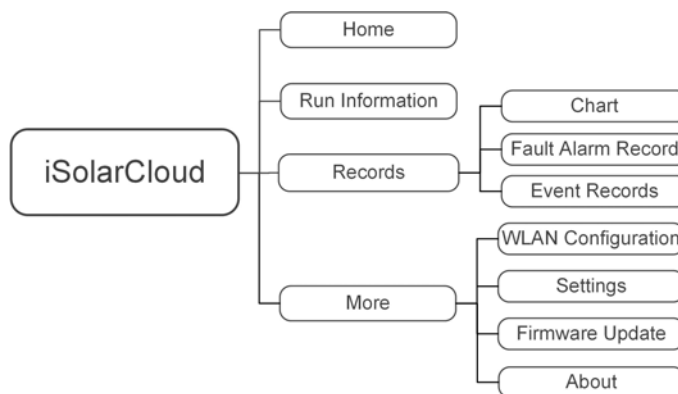 iSolarCloud
Home
Run Information
Records
Chart
Fault Alarm Record
Event Records
More
WLAN Configuration
Settings
Firmware Update
About